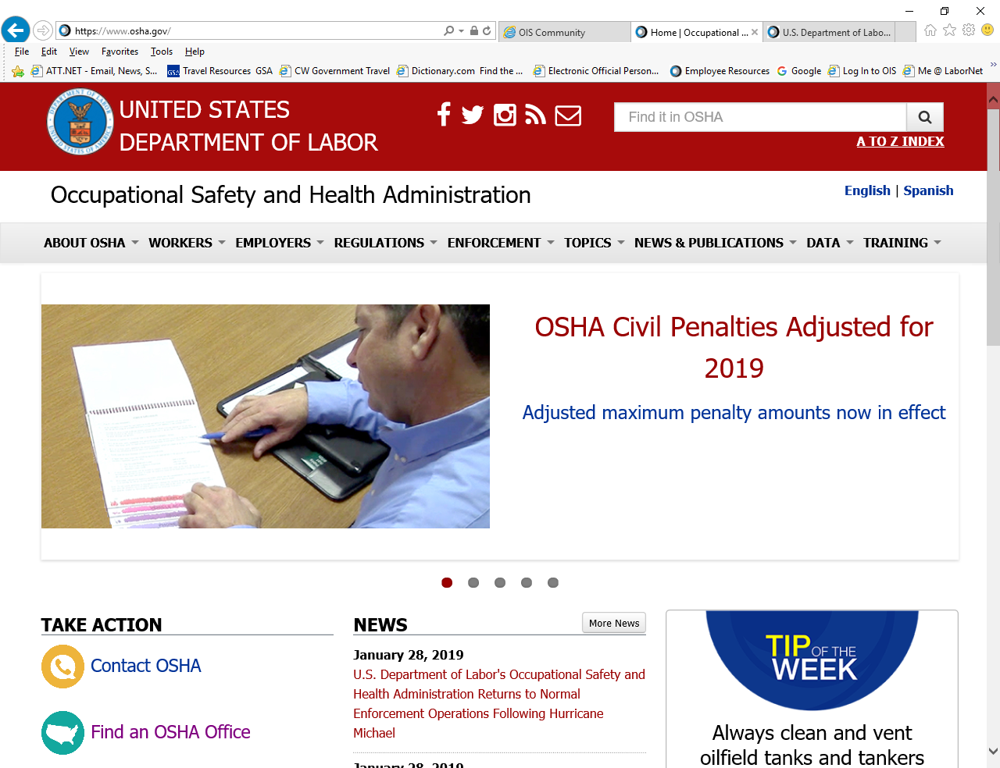 https://www.osha.gov/
OIS Community
Home | Occupational ...
U.S. Department of Labo...
File Edit View Favorites Tools Help
ATT.NET - Email, News, S...
GSA
Travel Resources GSA
CW Government Travel
Dictionary.com Find the ...
Electronic Official Person...
Employee Resources
Google
Log In to OIS
Me @ LaborNet
UNITED STATES
DEPARTMENT OF LABOR
Find it in OSHA
A TO Z INDEX
Occupational Safety and Health Administration
English | Spanish
ABOUT OSHA WORKERS EMPLOYERS REGULATIONS ENFORCEMENT TOPICS NEWS & PUBLICATIONS DATA TRAINING
OSHA Civil Penalties Adjusted for
2019
Adjusted maximum penalty amounts now in effect
TAKE ACTION
Contact OSHA
Find an OSHA Office
NEWS
More News
January 28, 2019
U.S. Department of Labor's Occupational Safety and
Health Administration Returns to Normal
Enforcement Operations Following Hurricane
Michael
January 28, 2019
TIP OF THE
WEEK
Always clean and vent
oilfield tanks and tankers